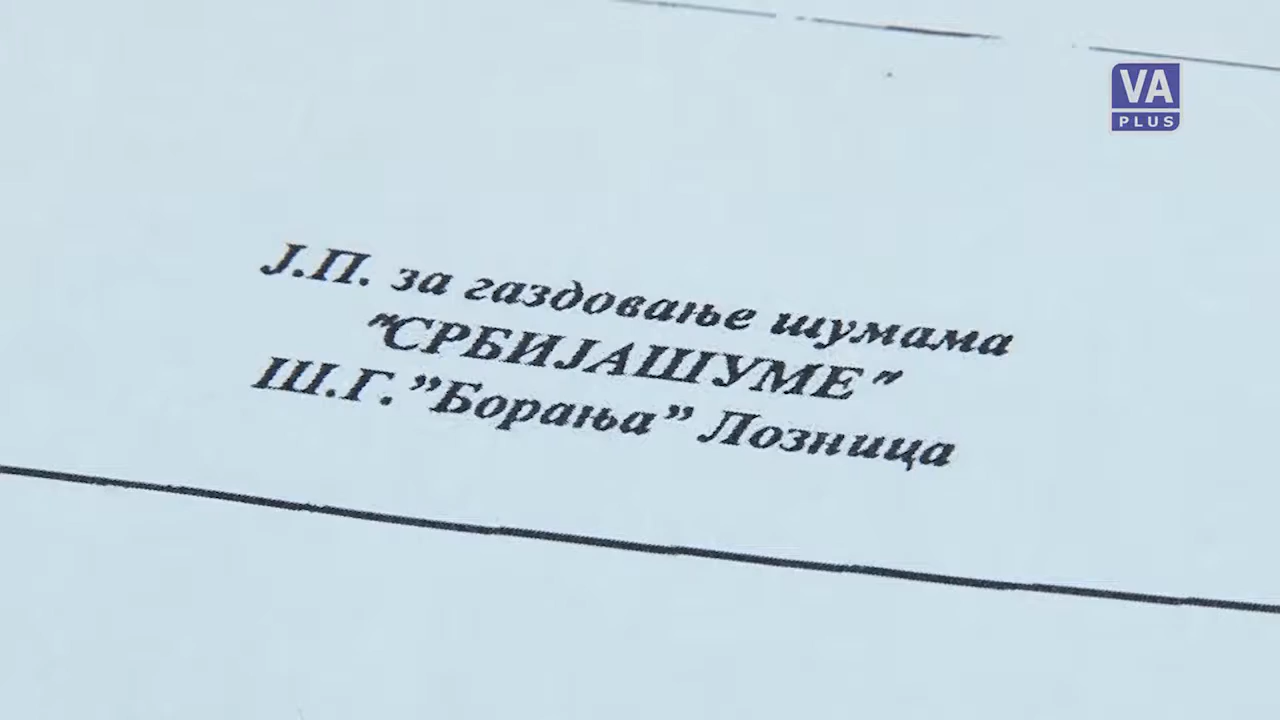 VA
PLUS
Ј.П. за газдовање шумама
"СРБИЈАШУМЕ"
Ш.Г.”Борања” Лозница